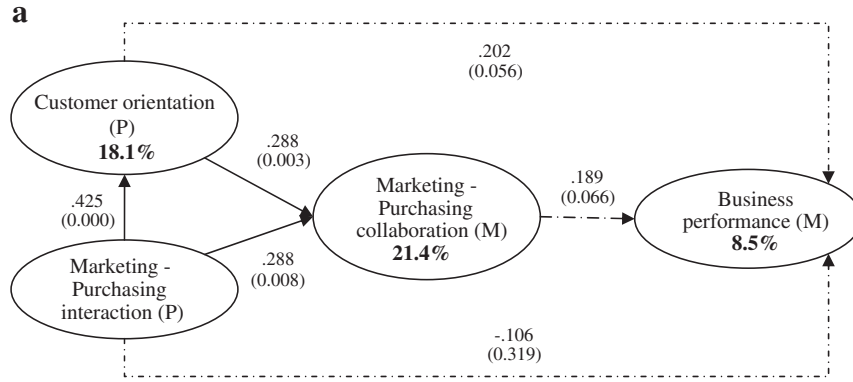 a
.202
(0.056)
Customer orientation
(P)
18.1%
.288
(0.003)
.425
(0.000)
Marketing -
Purchasing
collaboration (M)
21.4%
.189
(0.066)
Business
performance (M)
8.5%
Marketing -
Purchasing
interaction (P)
.288
(0.008)
-.106
(0.319)